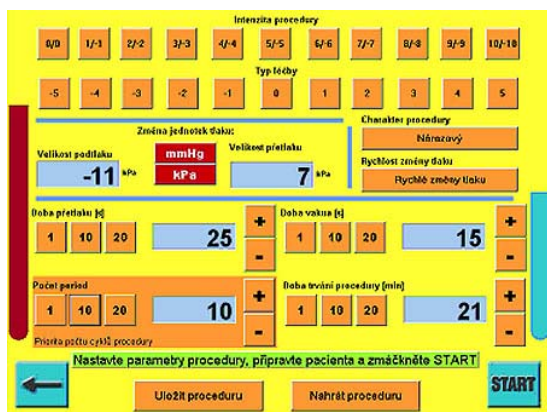 Intenzita procedury
0/0 1/-1 2/-2 3/-3 4/-4 5/-5 6/-6 7/-7 8/-8 9/-9 10/-10
Typ léčby
-5 -4 -3 -2 -1 0 1 2 3 4 5
Změna jednotek tlaku:
Charakter procedury
Velikost podtlaku
mmHg
Velikost přetlaku
Nárazový
-11 kPa
kPa
7 kPa
Rychlost změny tlaku
Rychlé změny tlaku
Doba přetlaku [s]
1 10 20 25 + -
Doba vakua [s]
1 10 20 15 + -
Počet period
1 10 20 10 + -
Priorita počtu cyklů procedury
Doba trvání procedury [min]
1 10 20 21 + -
Nastavte parametry procedury, připravte pacienta a zmáčkněte START
Uložit proceduru
Nahrát proceduru
START